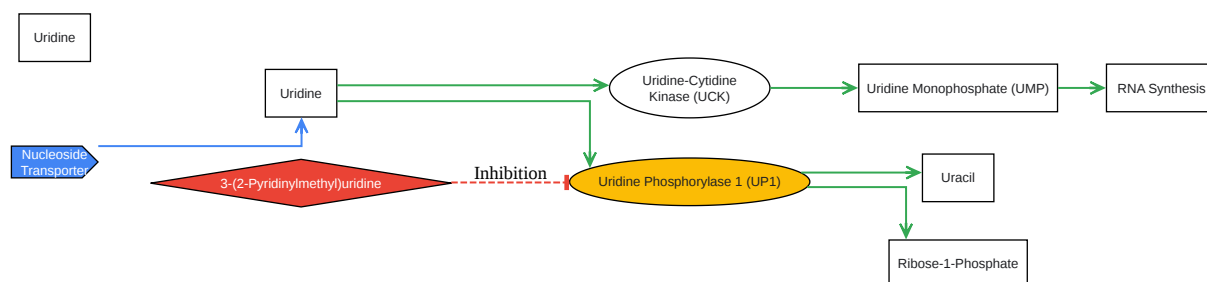 Uridine
Uridine
Uridine-Cytidine
Kinase (UCK)
Uridine Monophosphate (UMP)
RNA Synthesis
Nucleoside
Transporter
3-(2-Pyridinylmethyl)uridine
Inhibition
Uridine Phosphorylase 1 (UP1)
Uracil
Ribose-1-Phosphate